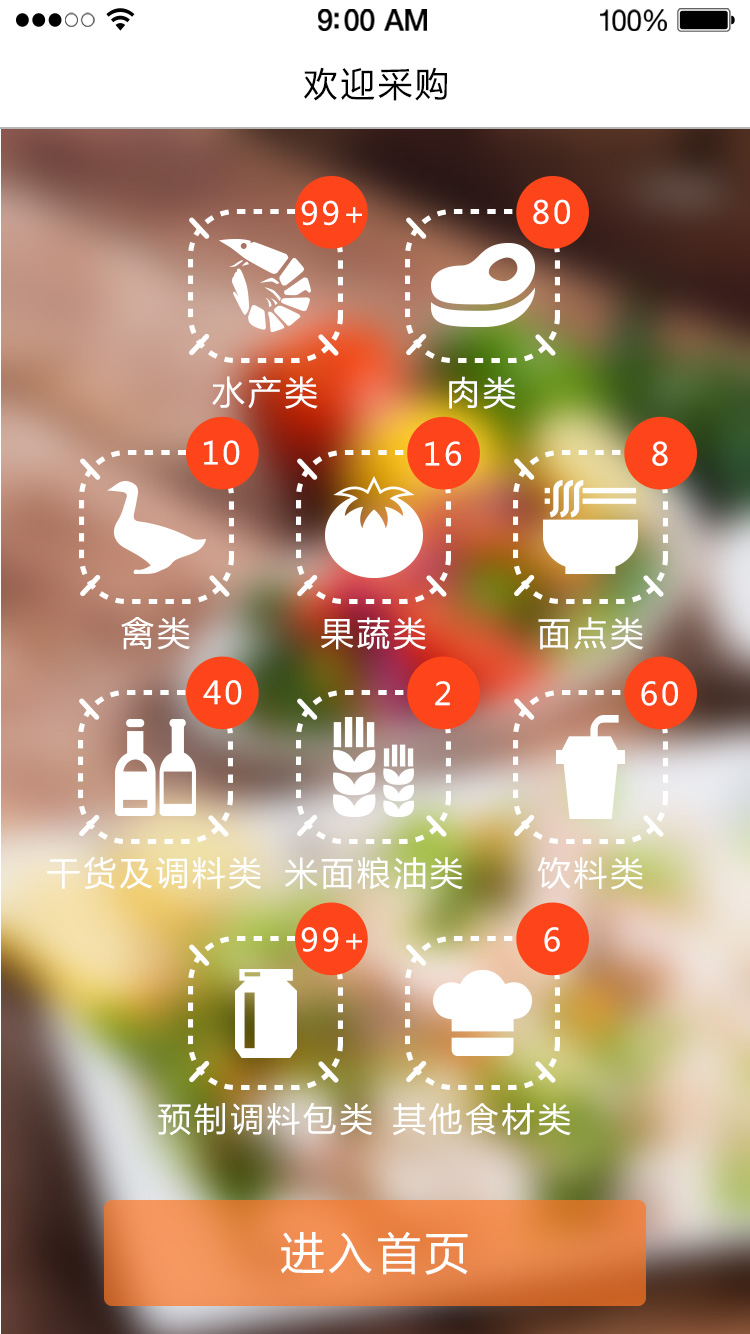 9:00 AM 100%
欢迎采购
99+ 80
水产类 肉类
10 16 8
禽类 果蔬类 面点类
40 2 60
干货及调料类 米面粮油类 饮料类
99+ 6
预制调料包类 其他食材类
进入首页